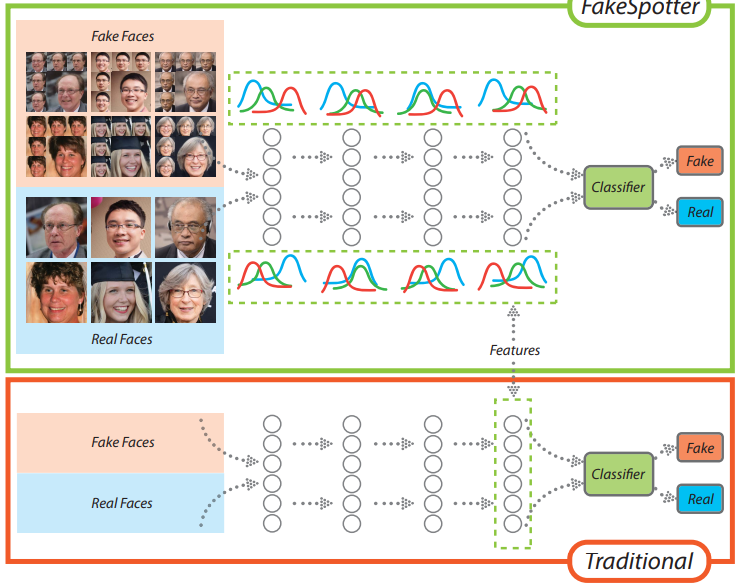 FakeSpotter
Fake Faces
Fake
Classifier
Real
Real Faces
Features
Fake Faces
Fake
Classifier
Real Faces
Real
Traditional